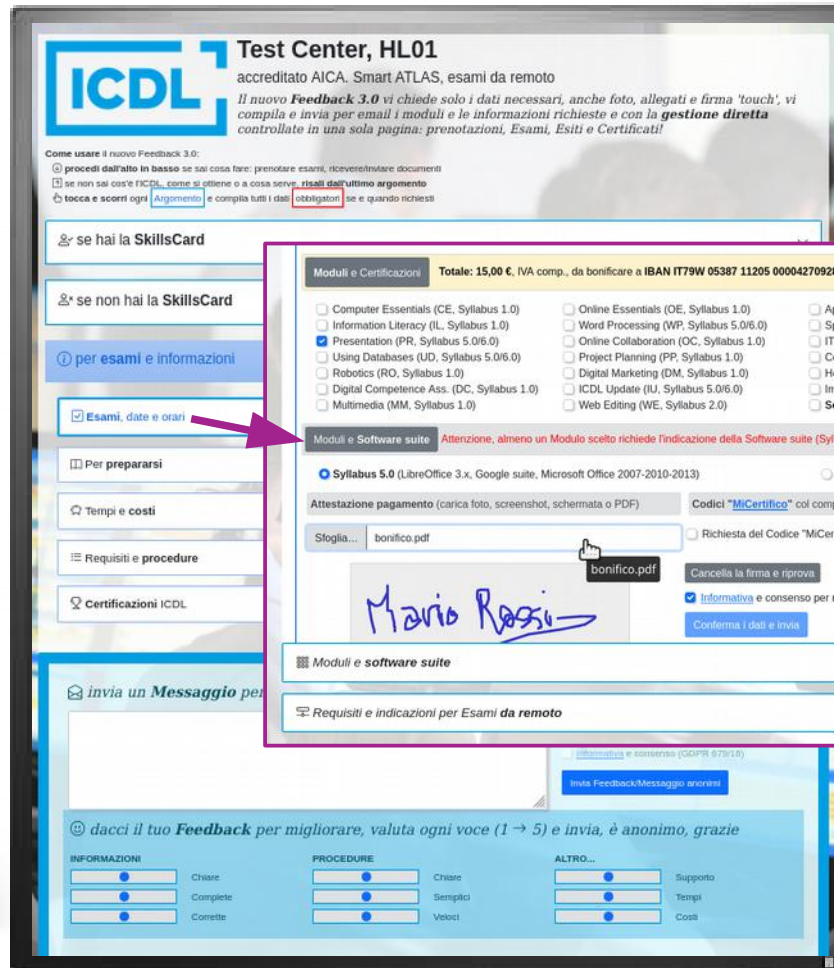 ICDL
Test Center, HL01
accreditato AICA. Smart ATLAS, esami da remoto
Il nuovo Feedback 3.0 vi chiede solo i dati necessari, anche foto, allegati e firma 'touch', vi
compila e invia per email i moduli e le informazioni richieste e con la gestione diretta
controllate in una sola pagina: prenotazioni, Esami, Esiti e Certificati!
Come usare il nuovo Feedback 3.0:
procedi dall'alto in basso se sai cosa fare: prenotare esami, ricevere/inviare documenti
se non sai cos'e l'ICDL, come si ottiene o a cosa serve, risali dall'ultimo argomento
tocca e scorri ogni Argomento e compila tutti i dati obbligatori se e quando richiesti
se hai la SkillsCard
se non hai la SkillsCard
per esami e informazioni
Esami, date e orari
Per prepararsi
Tempi e costi
Requisiti e procedure
Certificazioni ICDL
Moduli e Certificazioni Totale: 15,00 €, IVA comp., da bonificare a IBAN IT79W 05387 11205 0000427092
Computer Essentials (CE, Syllabus 1.0) Online Essentials (OE, Syllabus 1.0)
Information Literacy (IL, Syllabus 1.0) Word Processing (WP, Syllabus 5.0/6.0)
Presentation (PR, Syllabus 5.0/6.0) Online Collaboration (OC, Syllabus 1.0)
Using Databases (UD, Syllabus 5.0/6.0) Project Planning (PP, Syllabus 1.0)
Robotics (RO, Syllabus 1.0) Digital Marketing (DM, Syllabus 1.0)
Digital Competence Ass. (DC, Syllabus 1.0) ICDL Update (IU, Syllabus 5.0/6.0)
Multimedia (MM, Syllabus 1.0) Web Editing (WE, Syllabus 2.0)
Moduli e Software suite Attenzione, almeno un Modulo scelto richiede l'indicazione della Software suite (Syl
Syllabus 5.0 (LibreOffice 3.x, Google suite, Microsoft Office 2007-2010-2013)
Attestazione pagamento (carica foto, screenshot, schermata o PDF) Codici "MiCertifico" col comp
Sfoglia... bonifico.pdf Richiesta del Codice "MiCer
bonifico.pdf
Cancella la firma e riprova
Mario Rossi
Informativa e consenso per
Conferma i dati e invia
Moduli e software suite
Requisiti e indicazioni per Esami da remoto
invia un Messaggio per
Informativa e consenso (GDPR 679/16)
Invia Feedback/Messaggio anonimi
dacci il tuo Feedback per migliorare, valuta ogni voce (1 → 5) e invia, è anonimo, grazie
INFORMAZIONI PROCEDURE ALTRO...
Chiare Chiare Supporto
Complete Semplici Tempi
Corrette Veloci Costi